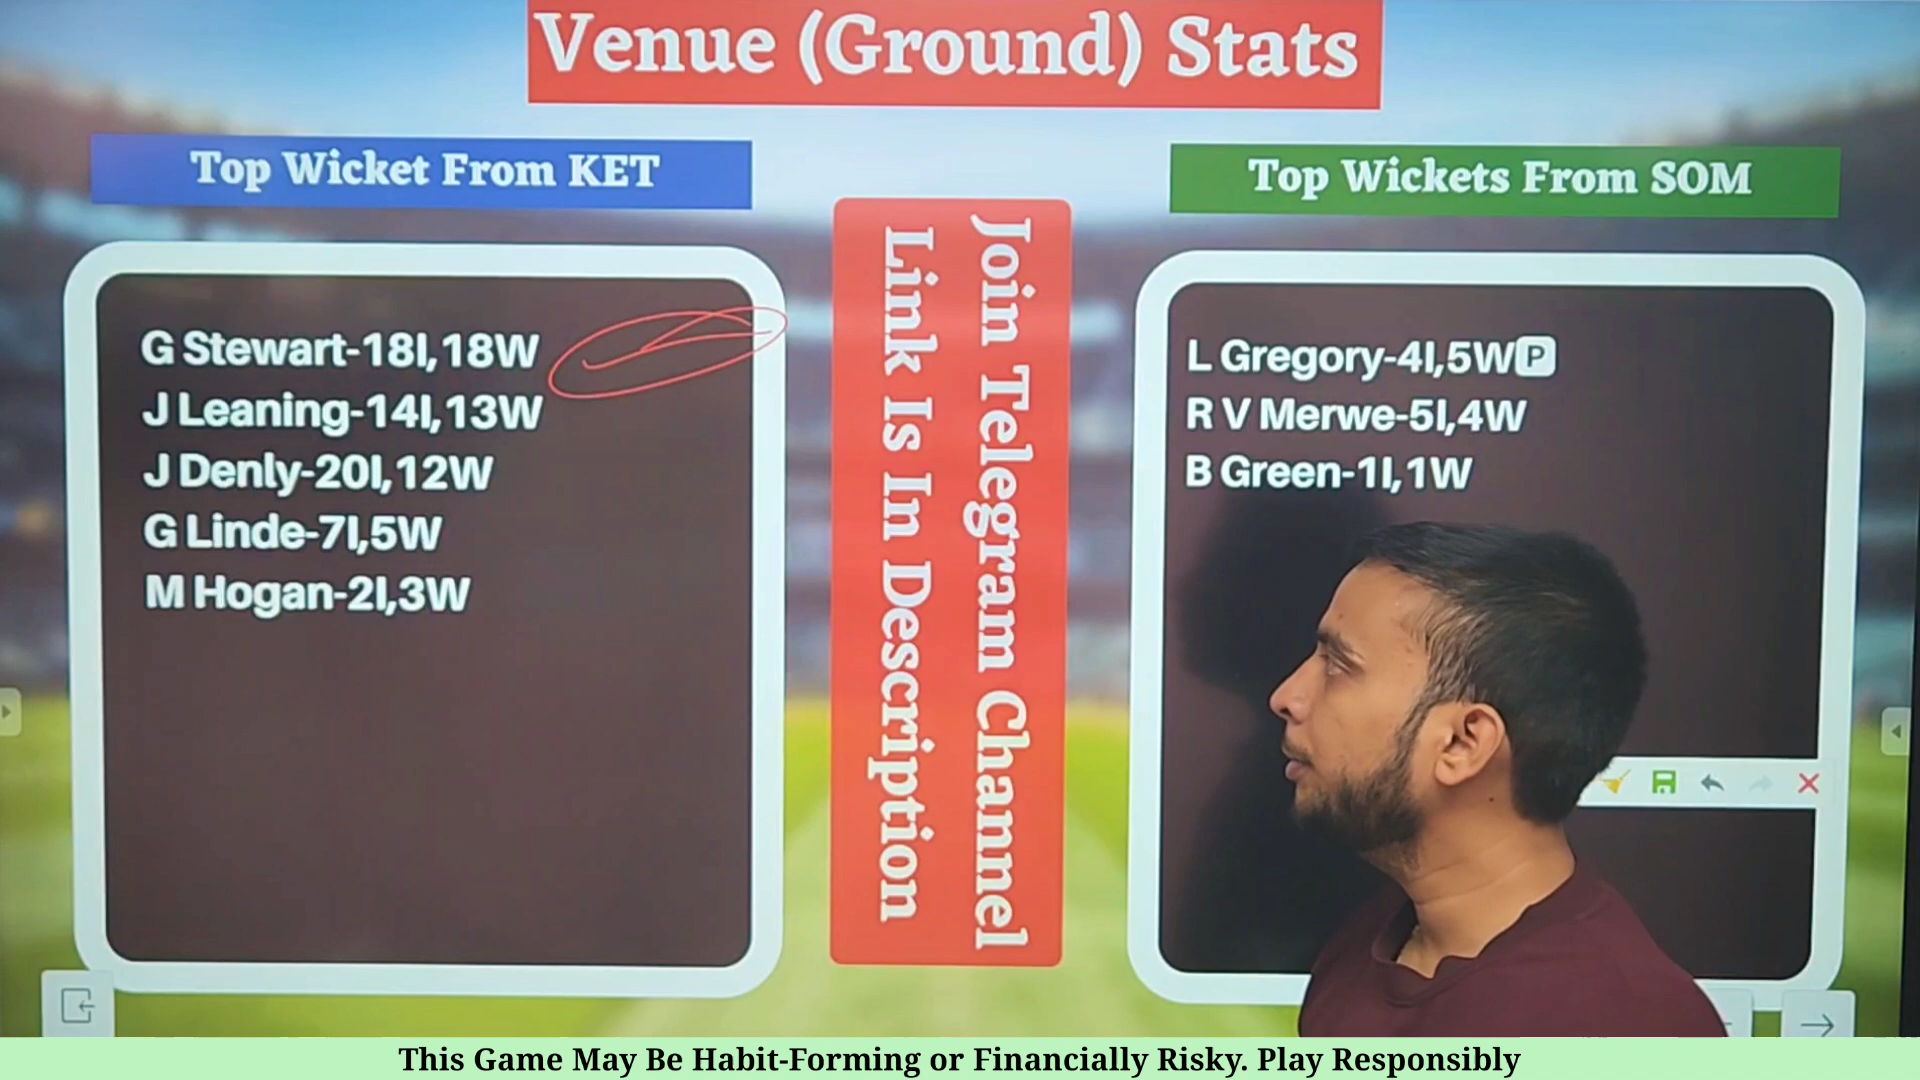 Venue (Ground) Stats
Top Wicket From KET
G Stewart-18I,18W
J Leaning-14I,13W
J Denly-20I,12W
G Linde-7I,5W
M Hogan-2I,3W
Join Telegram Channel
Link Is In Description
Top Wickets From SOM
L Gregory-4I,5W🅿
R V Merwe-5I,4W
B Green-1I,1W
This Game May Be Habit-Forming or Financially Risky. Play Responsibly